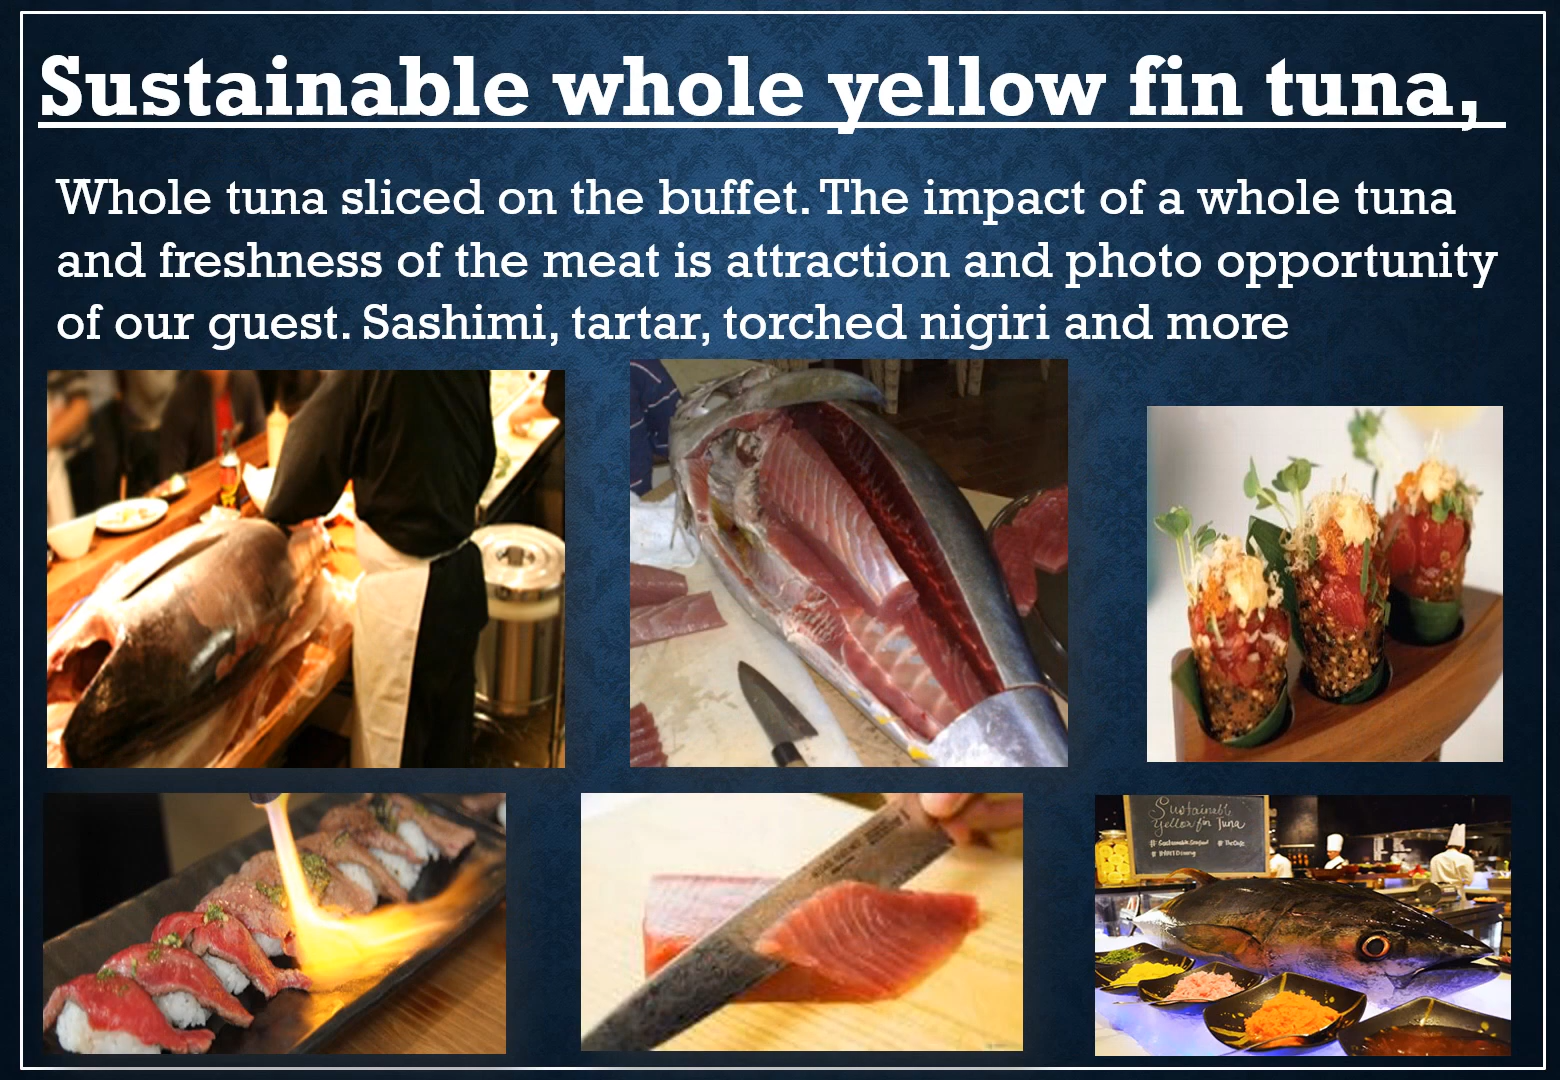 Sustainable whole yellow fin tuna,
Whole tuna sliced on the buffet. The impact of a whole tuna
and freshness of the meat is attraction and photo opportunity
of our guest. Sashimi, tartar, torched nigiri and more
Sustainabl
Yellow fin Tuna